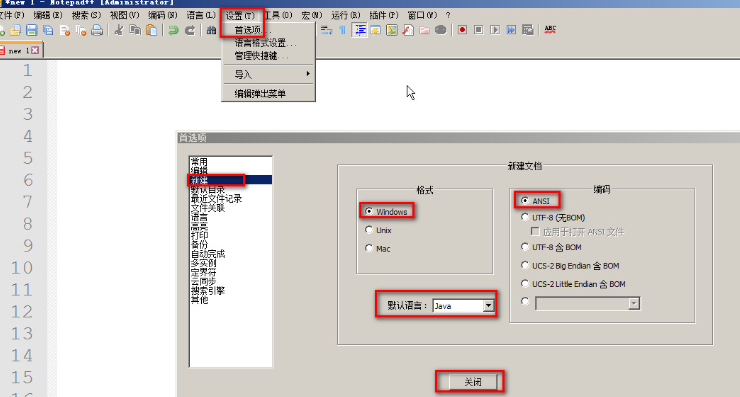 *new 1 - Notepad++ [Administrator]
文件(F) 编辑(E) 搜索(S) 视图(V) 编码(N) 语言(L) 设置(T) 工具(O) 宏(M) 运行(R) 插件(P) 窗口(W) ?
new 1
首选项...
语言格式设置...
管理快捷键...
导入
编辑弹出菜单
1
2
3
4
5
6
7
8
9
10
11
12
13
14
15
首选项
常用
编辑
新建
默认目录
最近文件记录
文件关联
语言
高亮
打印
备份
自动完成
多实例
定界符
云同步
搜索引擎
其他
新建文档
格式
Windows
Unix
Mac
默认语言：
Java
编码
ANSI
UTF-8 (无BOM)
应用于打开 ANSI 文件
UTF-8 含 BOM
UCS-2 Big Endian 含 BOM
UCS-2 Little Endian 含 BOM
关闭